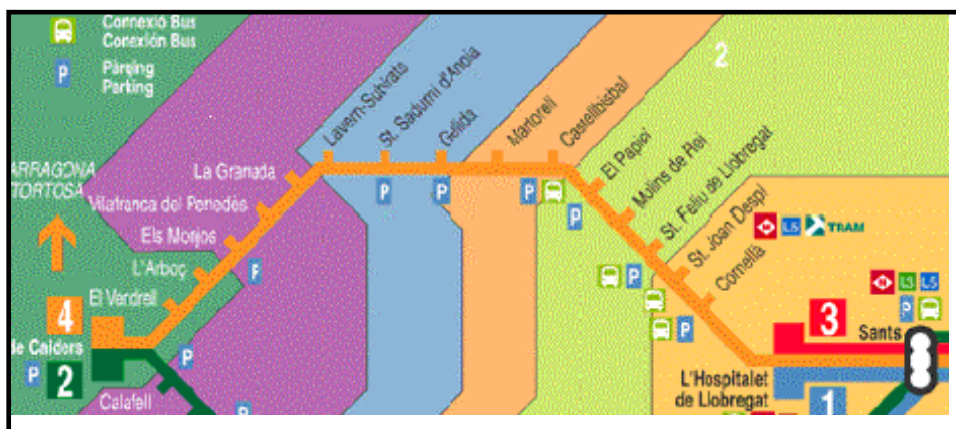 Connexió Bus
Conexión Bus
P
Pàrqing
Parking
2
ARRAGONA
TORTOSA
Lavern-Subirats
St. Sadurní d'Anoia
Gelida
Martorell
Castellbisbal
El Papiol
Molins de Rei
St. Feliu de Llobregat
St. Joan Despí
Cornellà
La Granada
Vilafranca del Penedès
Els Monjos
L'Arboç
El Vendrell
P
P
P
P
P
P
P
L5
TRAM
L3
L5
P
4
de Calders
P
2
Calafell
P
P
3
Sants
L'Hospitalet
de Llobregat
1